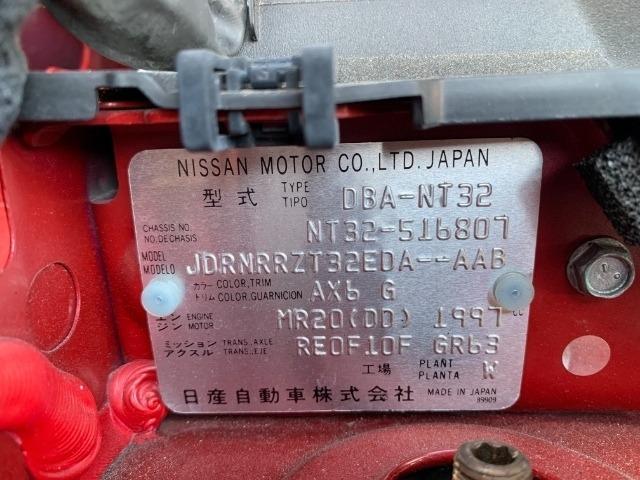 NISSAN MOTOR CO.,LTD. JAPAN
型式 TYPE TIPO DBA-NT32
CHASSIS NO. NO. DECHASIS NT32-516807
MODEL MODELO JDRNRRZT32EDA--AAB
カラー トリム COLOR,TRIM COLOR,GUARNICION AX6 G
エンジン ENGINE MOTOR MR20(DD) 1997 cc
ミッション アクスル TRANS.,AXLE TRANS.,EJE RE0F10F GR63
工場 PLANT PLANTA W
日産自動車株式会社 MADE IN JAPAN
89909